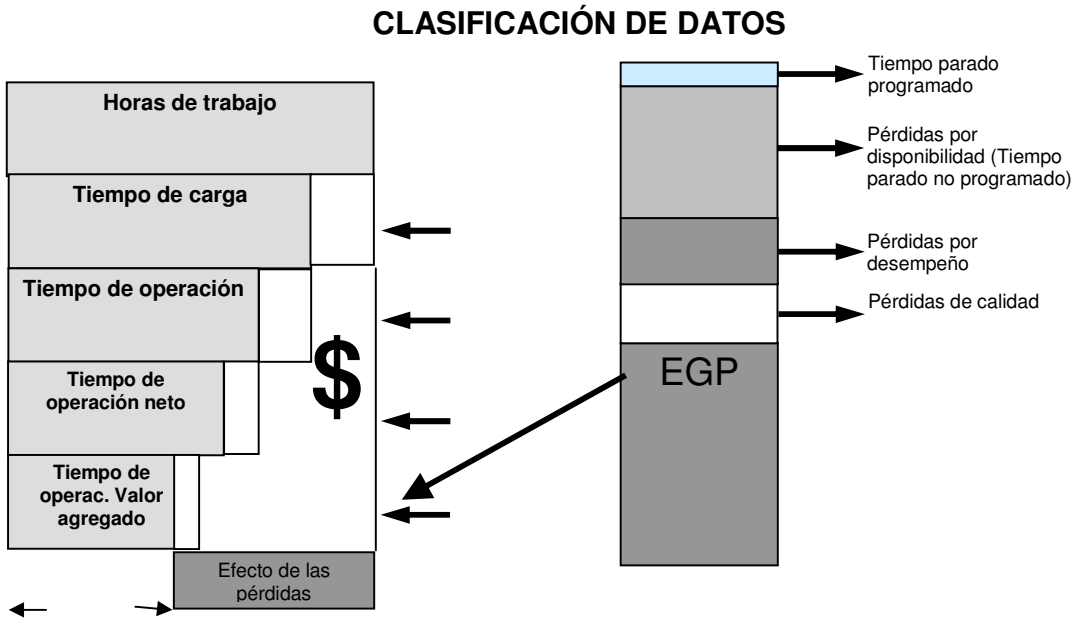 CLASIFICACIÓN DE DATOS
Horas de trabajo
Tiempo de carga
Tiempo de operación
Tiempo de
operación neto
Tiempo de
operac. Valor
agregado
$
Efecto de las
pérdidas
Tiempo parado
programado
Pérdidas por
disponibilidad (Tiempo
parado no programado)
Pérdidas por
desempeño
Pérdidas de calidad
EGP